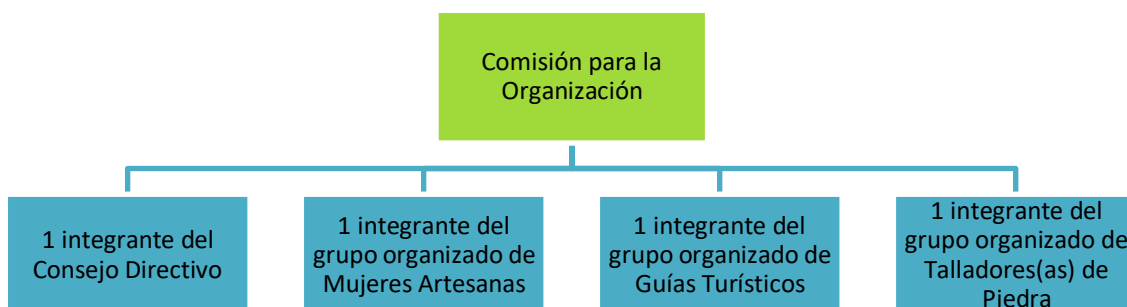 Comisión para la
Organización
1 integrante del
Consejo Directivo
1 integrante del
grupo organizado de
Mujeres Artesanas
1 integrante del
grupo organizado de
Guías Turísticos
1 integrante del
grupo organizado de
Talladores(as) de
Piedra